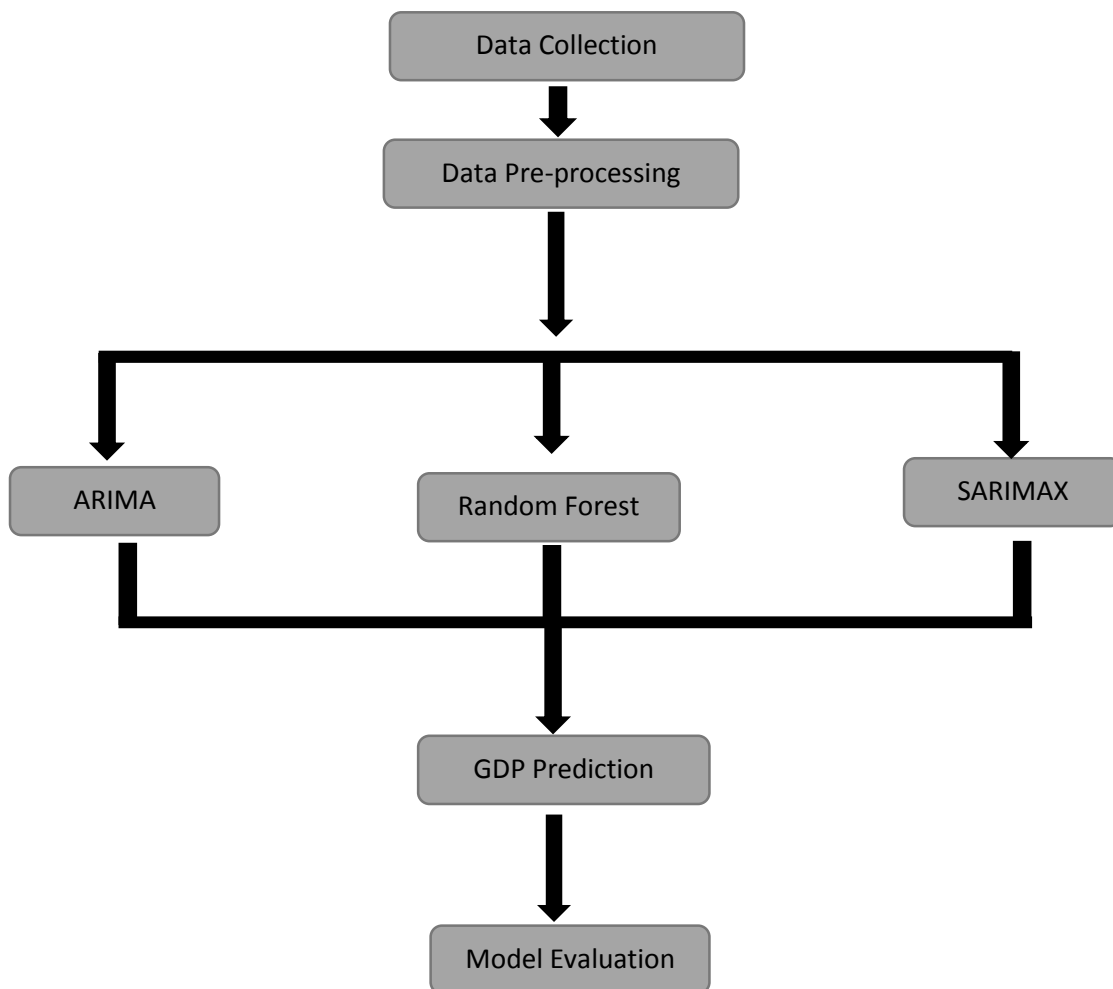 Data Collection
Data Pre-processing
ARIMA
Random Forest
SARIMAX
GDP Prediction
Model Evaluation